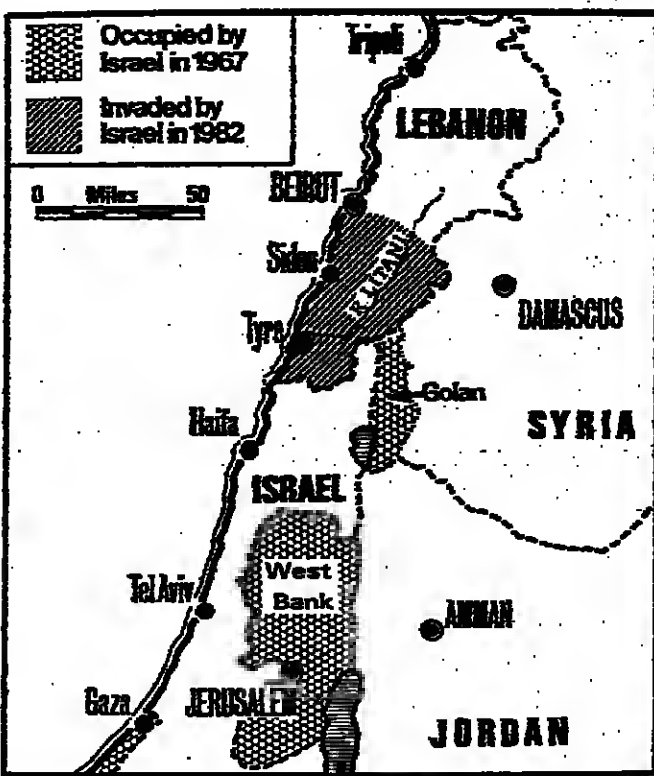 Occupied by
Israel in 1967
Invaded by
Israel in 1982
0 Miles 50
Tripoli
LEBANON
BEIRUT
Sidon
R. LITANI
DAMASCUS
Tyre
Golan
Haifa
SYRIA
ISRAEL
West
Bank
Tel Aviv
AMMAN
Gaza
JERUSALEM
JORDAN